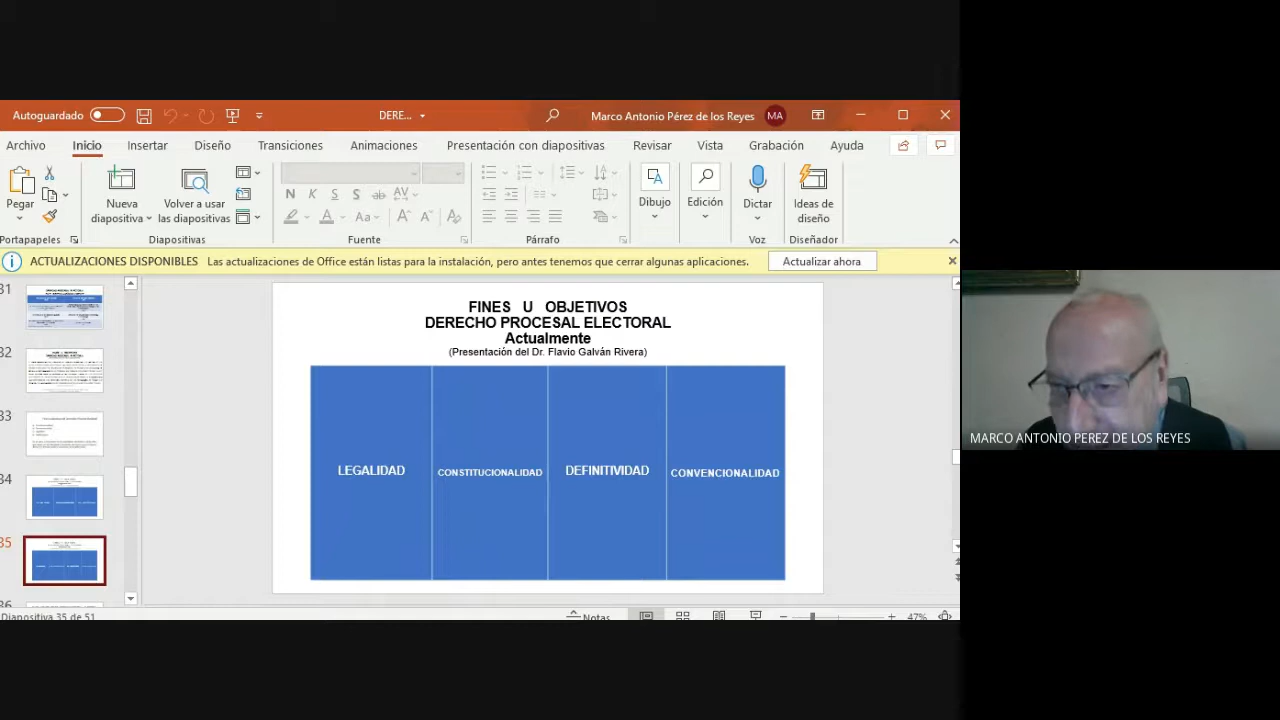 Autoguardado
DERE...
Marco Antonio Pérez de los Reyes
MA
Archivo
Inicio
Insertar
Diseño
Transiciones
Animaciones
Presentación con diapositivas
Revisar
Vista
Grabación
Ayuda
Pegar
Nueva
diapositiva
Volver a usar
las diapositivas
N K S S ab AV
A Aa A A A
Dibujo
Edición
Dictar
Ideas de
diseño
Portapapeles
Diapositivas
Fuente
Párrafo
Voz
Diseñador
ACTUALIZACIONES DISPONIBLES Las actualizaciones de Office están listas para la instalación, pero antes tenemos que cerrar algunas aplicaciones.
Actualizar ahora
31
32
33
34
35
36
FINES U OBJETIVOS
DERECHO PROCESAL ELECTORAL
Actualmente
(Presentación del Dr. Flavio Galván Rivera)
LEGALIDAD
CONSTITUCIONALIDAD
DEFINITIVIDAD
CONVENCIONALIDAD
MARCO ANTONIO PEREZ DE LOS REYES
Diapositiva 35 de 51
Notas
47%